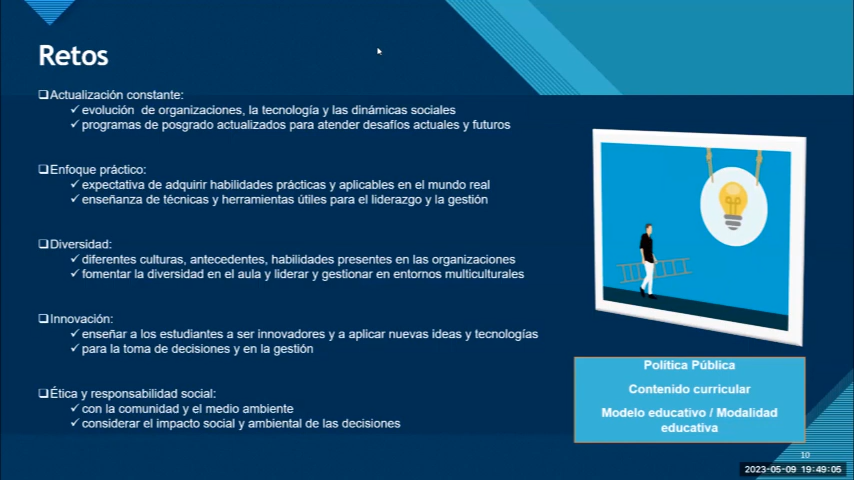 Retos
❑Actualización constante:
✓evolución de organizaciones, la tecnología y las dinámicas sociales
✓programas de posgrado actualizados para atender desafíos actuales y futuros
❑Enfoque práctico:
✓expectativa de adquirir habilidades prácticas y aplicables en el mundo real
✓enseñanza de técnicas y herramientas útiles para el liderazgo y la gestión
❑Diversidad:
✓diferentes culturas, antecedentes, habilidades presentes en las organizaciones
✓fomentar la diversidad en el aula y liderar y gestionar en entornos multiculturales
❑Innovación:
✓enseñar a los estudiantes a ser innovadores y a aplicar nuevas ideas y tecnologías
✓para la toma de decisiones y en la gestión
❑Ética y responsabilidad social:
✓con la comunidad y el medio ambiente
✓considerar el impacto social y ambiental de las decisiones
Política Pública
Contenido curricular
Modelo educativo / Modalidad
educativa
10
2023-05-09 19:49:05